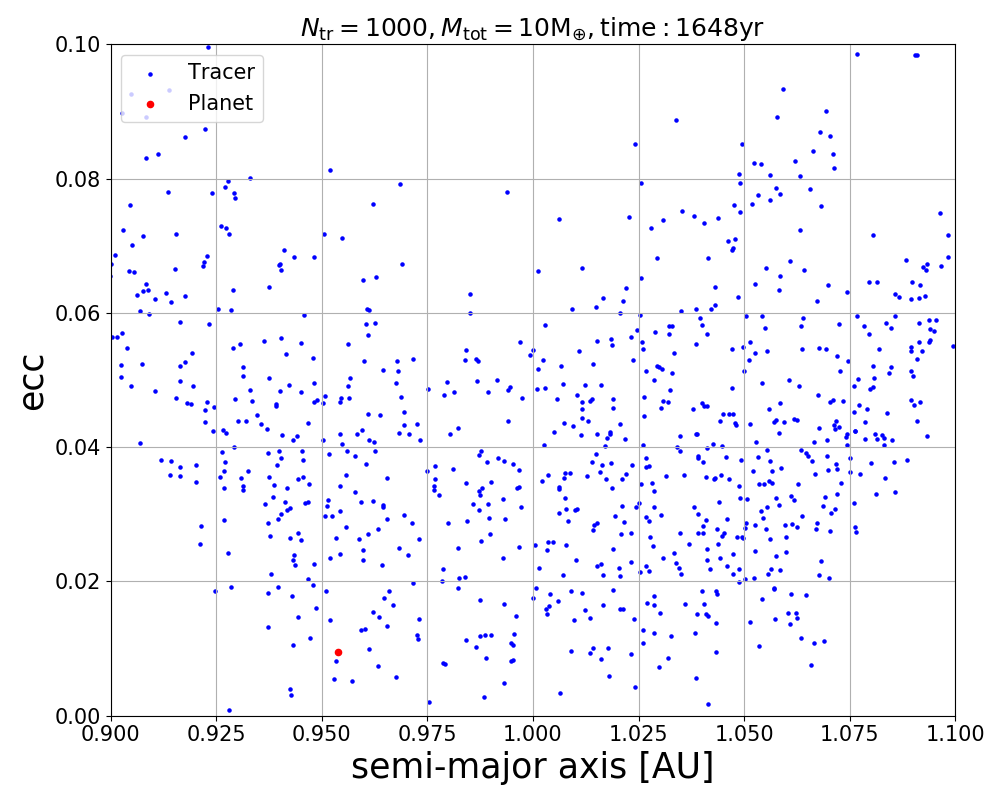 N_tr = 1000, M_tot = 10M_⊕, time : 1648yr
Tracer
Planet
0.10
0.08
0.06
0.04
0.02
0.00
ecc
0.900 0.925 0.950 0.975 1.000 1.025 1.050 1.075 1.100
semi-major axis [AU]